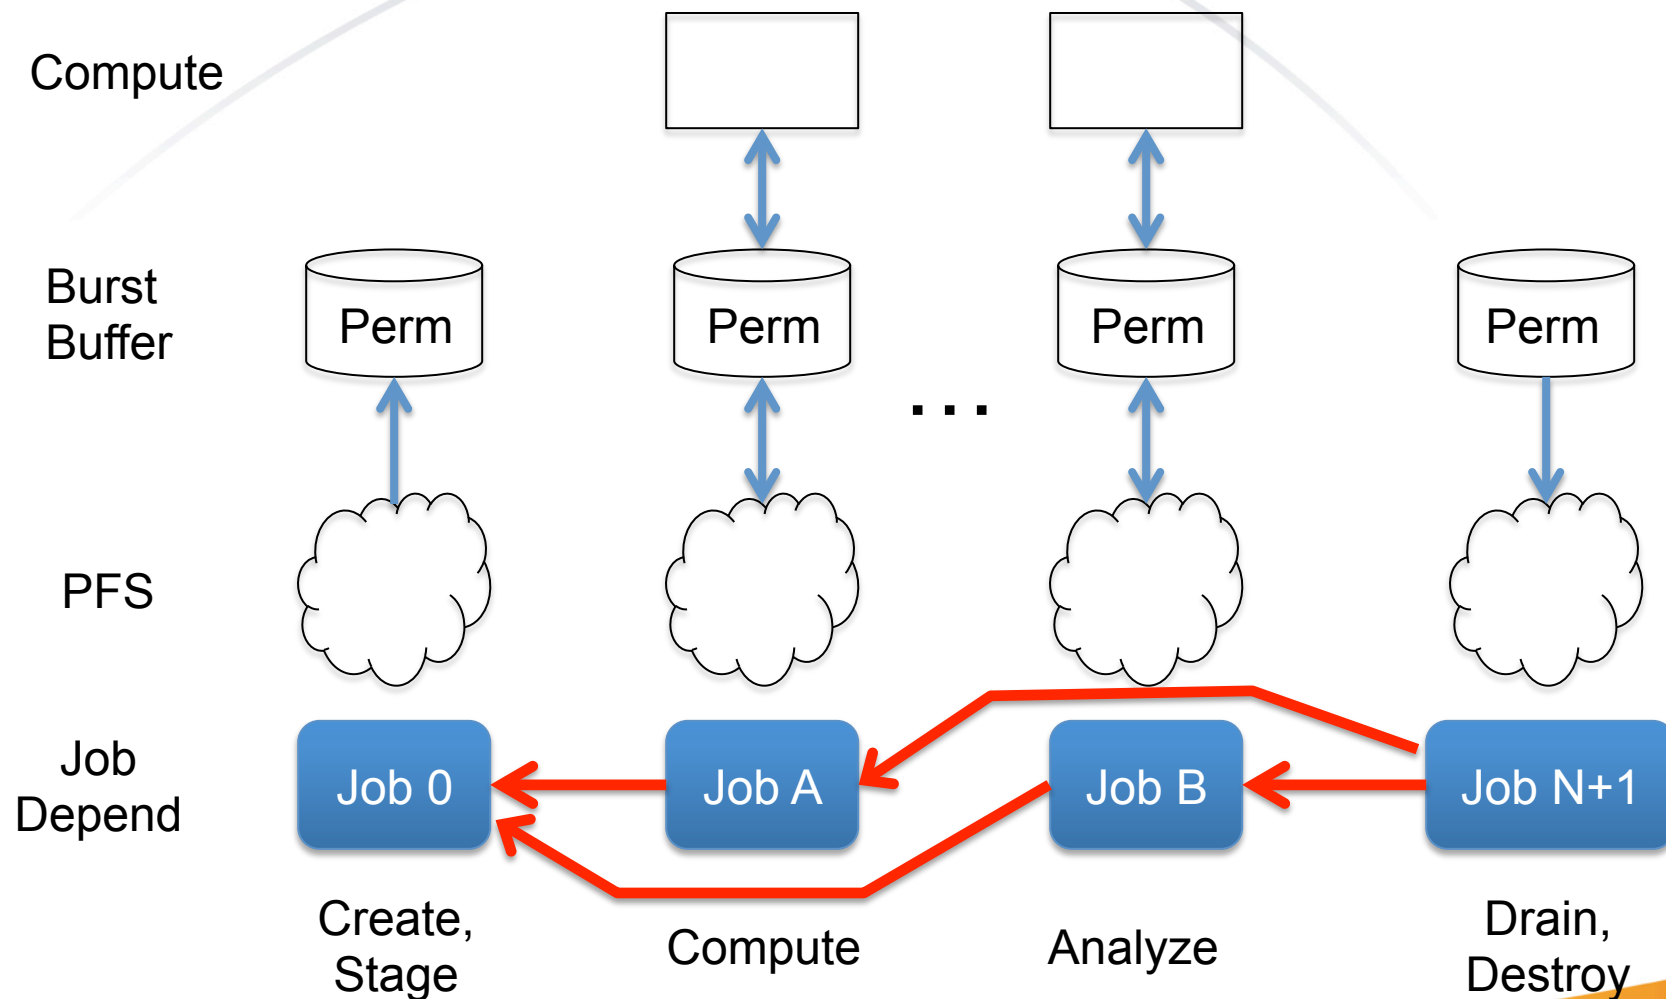 Compute
Burst
Buffer
Perm
Perm
Perm
Perm
...
PFS
Job
Depend
Job 0
Job A
Job B
Job N+1
Create,
Stage
Compute
Analyze
Drain,
Destroy